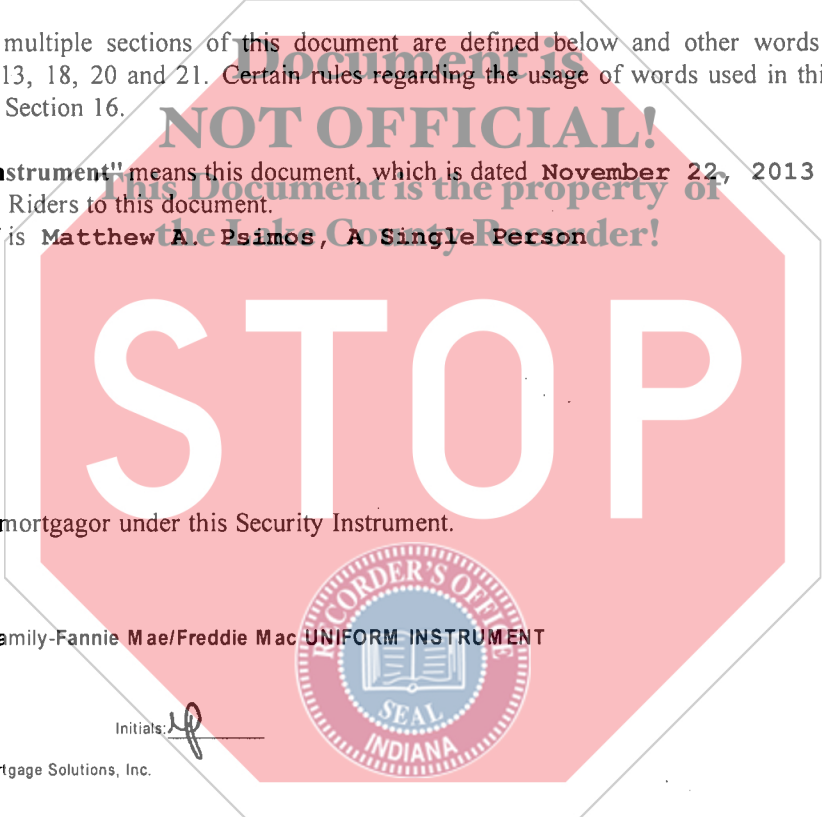 multiple sections of this document are defined below and other words
13, 18, 20 and 21. Certain rules regarding the usage of words used in thi
Section 16.
Document is
NOT OFFICIAL!
This Document is the property of
the Lake County Recorder!
nstrument" means this document, which is dated November 22, 2013
Riders to this document.
is Matthew A. Psimos, A Single Person
STOP
mortgagor under this Security Instrument.
RECORDER'S OFFICE
SEAL
INDIANA
amily-Fannie Mae/Freddie Mac UNIFORM INSTRUMENT
Initials:
tgage Solutions, Inc.